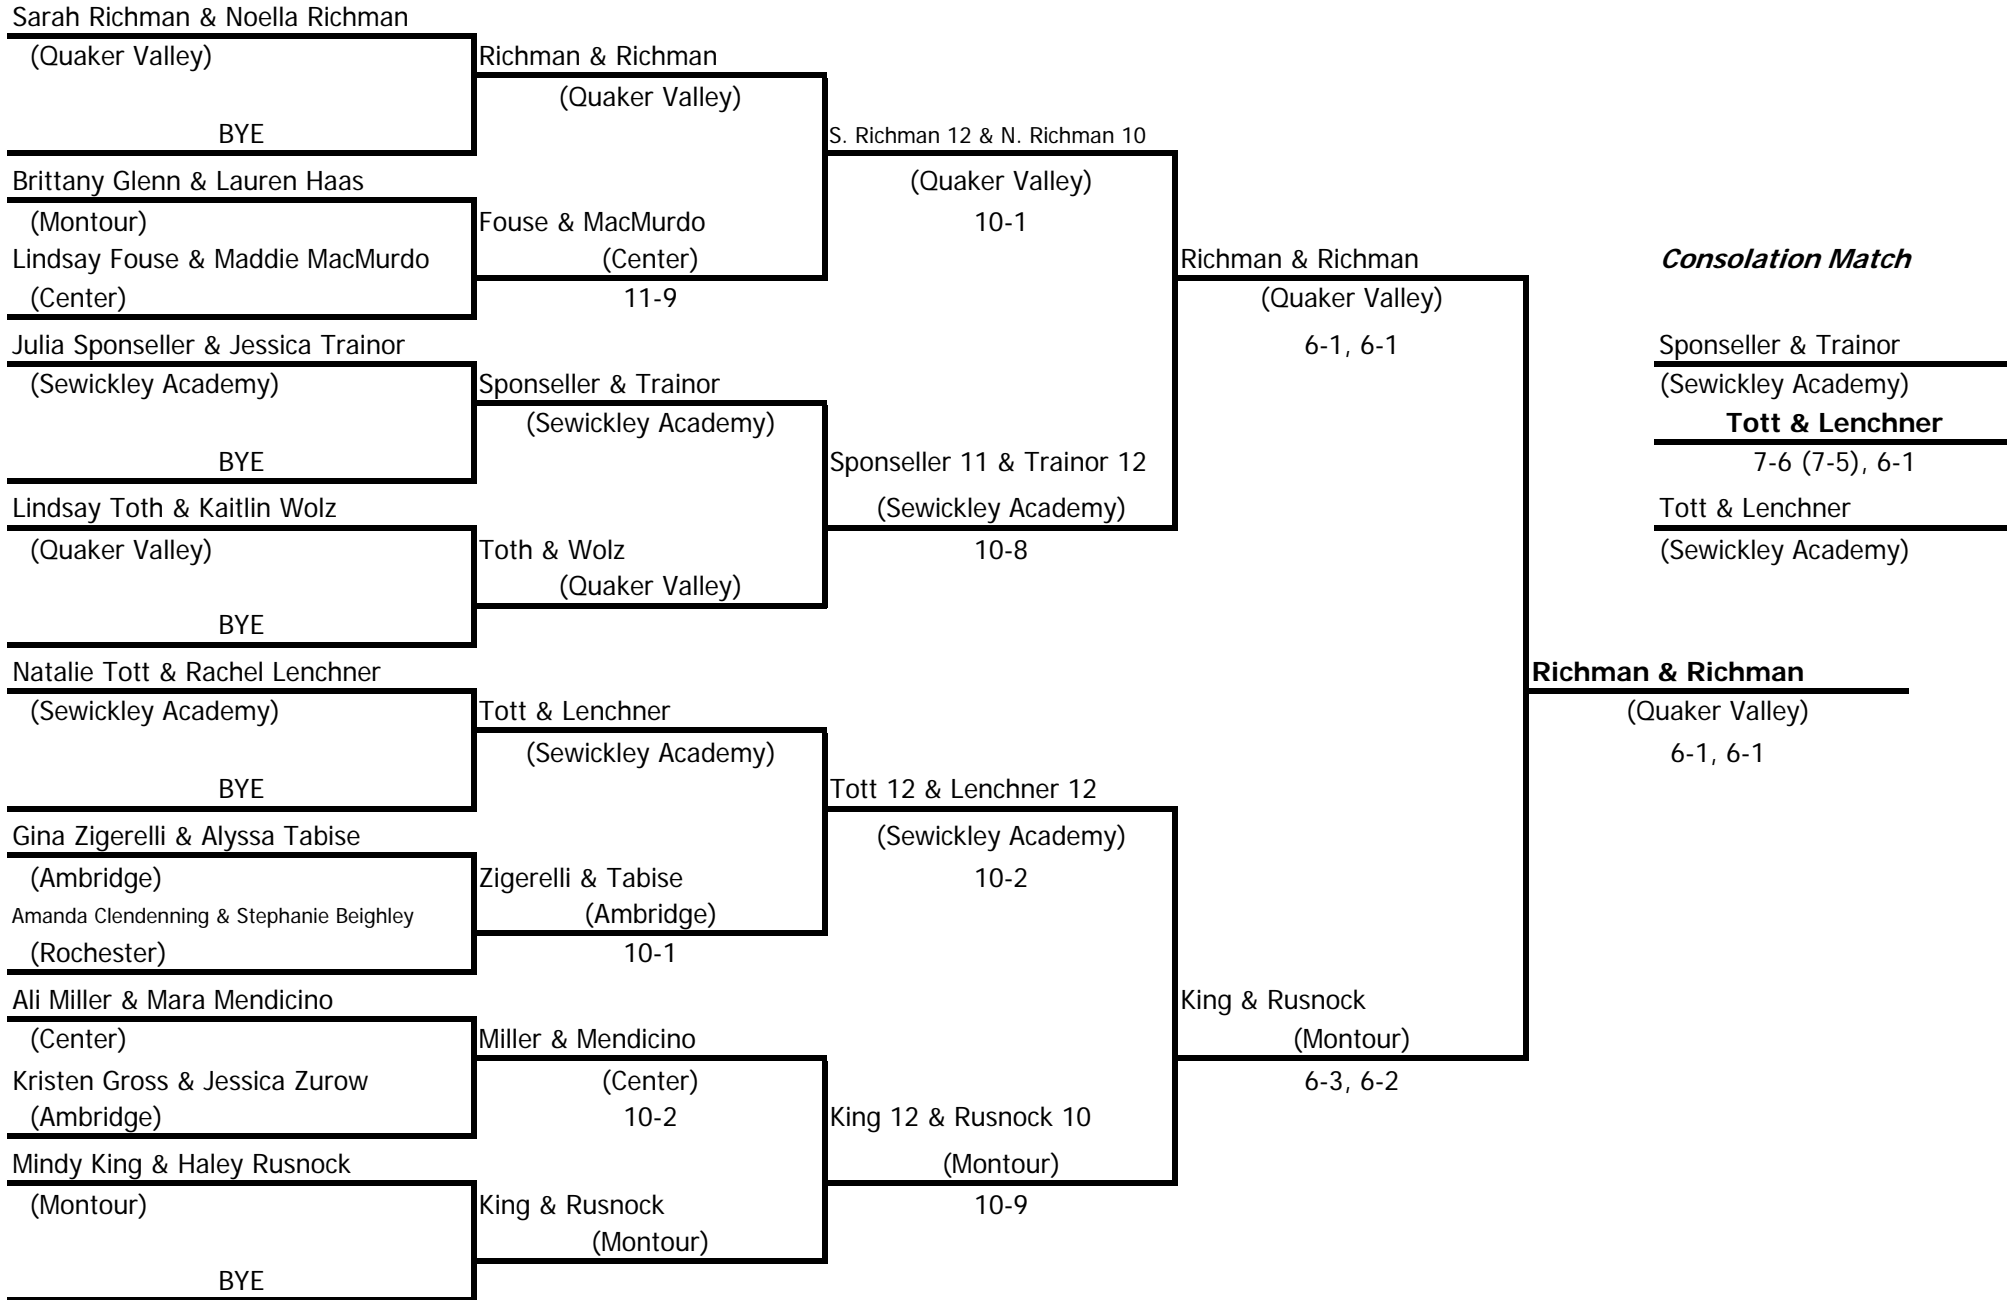 Sarah Richman & Noella Richman
(Quaker Valley)
BYE
Brittany Glenn & Lauren Haas
(Montour)
Lindsay Fouse & Maddie MacMurdo
(Center)
Julia Sponseller & Jessica Trainor
(Sewickley Academy)
BYE
Lindsay Toth & Kaitlin Wolz
(Quaker Valley)
BYE
Natalie Tott & Rachel Lenchner
(Sewickley Academy)
BYE
Gina Zigerelli & Alyssa Tabise
(Ambridge)
Amanda Clendenning & Stephanie Beighley
(Rochester)
Ali Miller & Mara Mendicino
(Center)
Kristen Gross & Jessica Zurow
(Ambridge)
Mindy King & Haley Rusnock
(Montour)
BYE
Richman & Richman
(Quaker Valley)
Fouse & MacMurdo
(Center)
11-9
Sponseller & Trainor
(Sewickley Academy)
Toth & Wolz
(Quaker Valley)
Tott & Lenchner
(Sewickley Academy)
Zigerelli & Tabise
(Ambridge)
10-1
Miller & Mendicino
(Center)
10-2
King & Rusnock
(Montour)
S. Richman 12 & N. Richman 10
(Quaker Valley)
10-1
Sponseller 11 & Trainor 12
(Sewickley Academy)
10-8
Tott 12 & Lenchner 12
(Sewickley Academy)
10-2
King 12 & Rusnock 10
(Montour)
10-9
Richman & Richman
(Quaker Valley)
6-1, 6-1
King & Rusnock
(Montour)
6-3, 6-2
Richman & Richman
(Quaker Valley)
6-1, 6-1
Consolation Match
Sponseller & Trainor
(Sewickley Academy)
Tott & Lenchner
7-6 (7-5), 6-1
Tott & Lenchner
(Sewickley Academy)